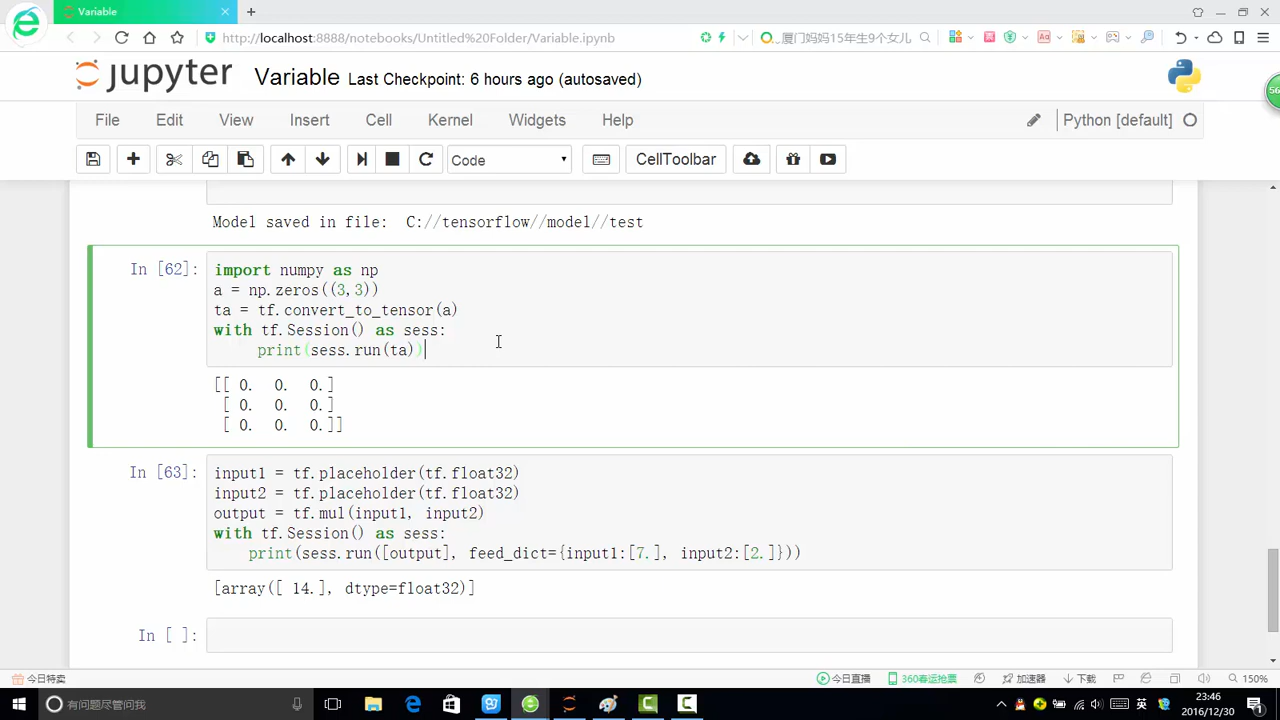 Variable
http://localhost:8888/notebooks/Untitled%20Folder/Variable.ipynb
厦门妈妈15年生9个女儿
jupyter Variable Last Checkpoint: 6 hours ago (autosaved)
56
File Edit View Insert Cell Kernel Widgets Help Python [default]
Code CellToolbar
Model saved in file: C://tensorflow//model//test
In [62]:
import numpy as np
a = np.zeros((3,3))
ta = tf.convert_to_tensor(a)
with tf.Session() as sess:
print(sess.run(ta))
[[ 0. 0. 0.]
[ 0. 0. 0.]
[ 0. 0. 0.]]
In [63]:
input1 = tf.placeholder(tf.float32)
input2 = tf.placeholder(tf.float32)
output = tf.mul(input1, input2)
with tf.Session() as sess:
print(sess.run([output], feed_dict={input1:[7.], input2:[2.]}))
[array([ 14.], dtype=float32)]
In [ ]:
今日特卖 今日直播 360春运抢票 加速器 下载 150%
有问题尽管问我
英
23:46
2016/12/30